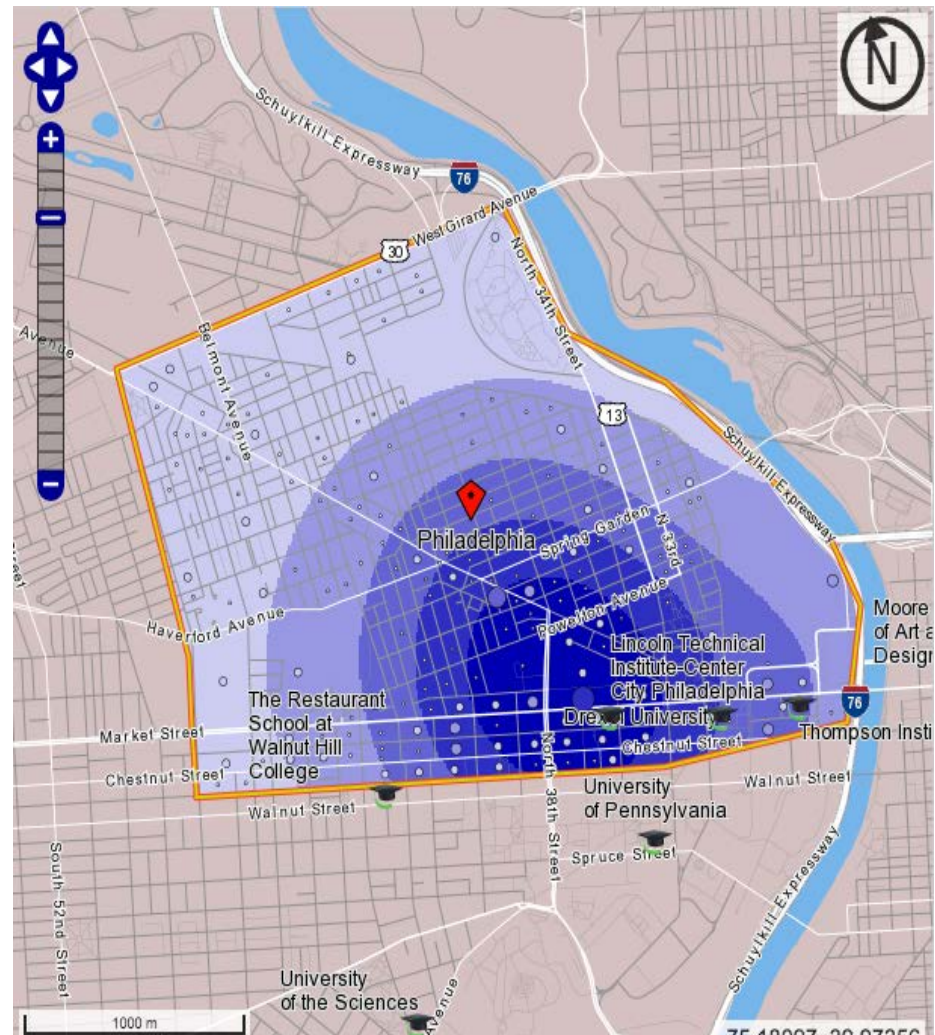 N
Schuylkill Expressway
76
West Girard Avenue
30
North 34th Street
Avenue
Belmont Avenue
13
Schuylkill Expressway
Philadelphia
Spring Garden
N 33rd
Powelton Avenue
Haverford Avenue
Moore
of Art a
Design
Lincoln Technical
Institute-Center
City Philadelphia
The Restaurant
School at
Walnut Hill
College
76
Drexel University
Market Street
Thompson Insti
Chestnut Street
Chestnut Street
North 38th Street
University
of Pennsylvania
Walnut Street
Walnut Street
Spruce Street
South 52nd Street
Schuylkill Expressway
University
of the Sciences
Avenue
1000 m